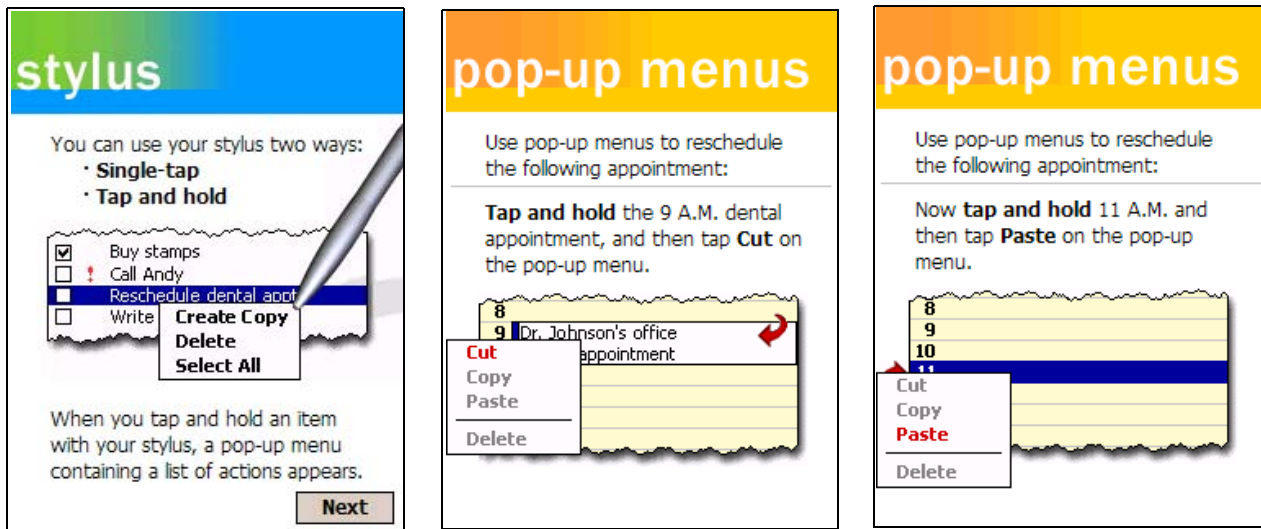 stylus
You can use your stylus two ways:
· Single-tap
· Tap and hold
Buy stamps
! Call Andy
Reschedule dental appt
Write
Create Copy
Delete
Select All
When you tap and hold an item
with your stylus, a pop-up menu
containing a list of actions appears.
Next
pop-up menus
Use pop-up menus to reschedule
the following appointment:
Tap and hold the 9 A.M. dental
appointment, and then tap Cut on
the pop-up menu.
8
9 Dr. Johnson's office
appointment
Cut
Copy
Paste
Delete
pop-up menus
Use pop-up menus to reschedule
the following appointment:
Now tap and hold 11 A.M. and
then tap Paste on the pop-up
menu.
8
9
10
11
Cut
Copy
Paste
Delete